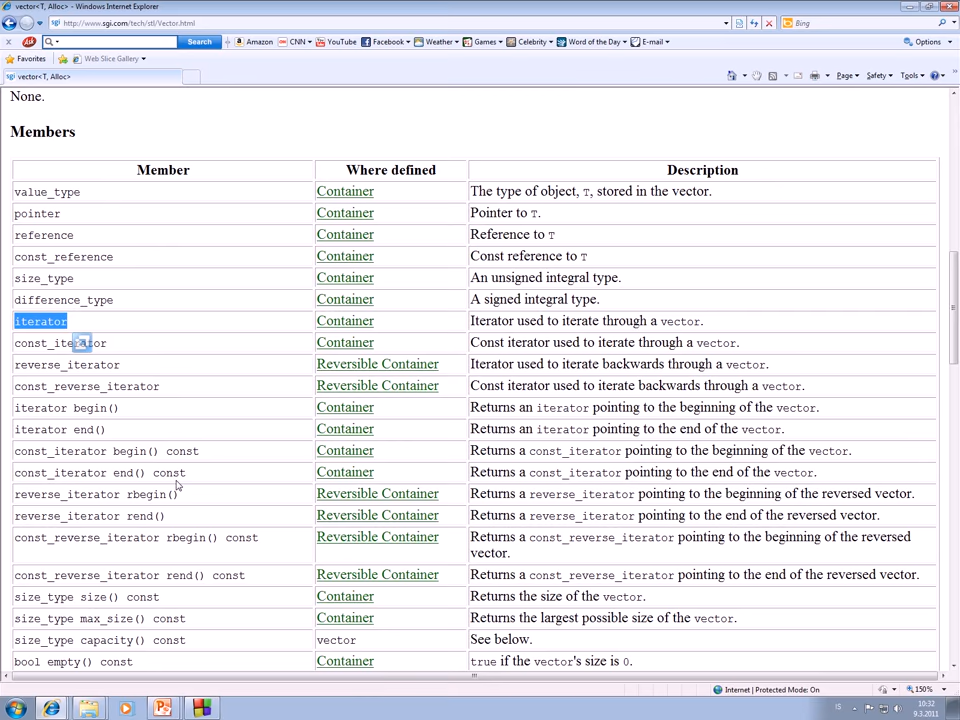 vector<T, Alloc> - Windows Internet Explorer
http://www.sgi.com/tech/stl/Vector.html
Bing
Ask
Search
Amazon CNN YouTube Facebook Weather Games Celebrity Word of the Day E-mail
Options
Favorites Web Slice Gallery
sgi vector<T, Alloc>
Page Safety Tools
None.
Members
Member Where defined Description
value_type Container The type of object, T, stored in the vector.
pointer Container Pointer to T.
reference Container Reference to T
const_reference Container Const reference to T
size_type Container An unsigned integral type.
difference_type Container A signed integral type.
iterator Container Iterator used to iterate through a vector.
const_iterator Container Const iterator used to iterate through a vector.
reverse_iterator Reversible Container Iterator used to iterate backwards through a vector.
const_reverse_iterator Reversible Container Const iterator used to iterate backwards through a vector.
iterator begin() Container Returns an iterator pointing to the beginning of the vector.
iterator end() Container Returns an iterator pointing to the end of the vector.
const_iterator begin() const Container Returns a const_iterator pointing to the beginning of the vector.
const_iterator end() const Container Returns a const_iterator pointing to the end of the vector.
reverse_iterator rbegin() Reversible Container Returns a reverse_iterator pointing to the beginning of the reversed vector.
reverse_iterator rend() Reversible Container Returns a reverse_iterator pointing to the end of the reversed vector.
const_reverse_iterator rbegin() const Reversible Container Returns a const_reverse_iterator pointing to the beginning of the reversed
vector.
const_reverse_iterator rend() const Reversible Container Returns a const_reverse_iterator pointing to the end of the reversed vector.
size_type size() const Container Returns the size of the vector.
size_type max_size() const Container Returns the largest possible size of the vector.
size_type capacity() const vector See below.
bool empty() const Container true if the vector's size is 0.
Internet | Protected Mode: On
150%
IS
10:32
9.3.2011